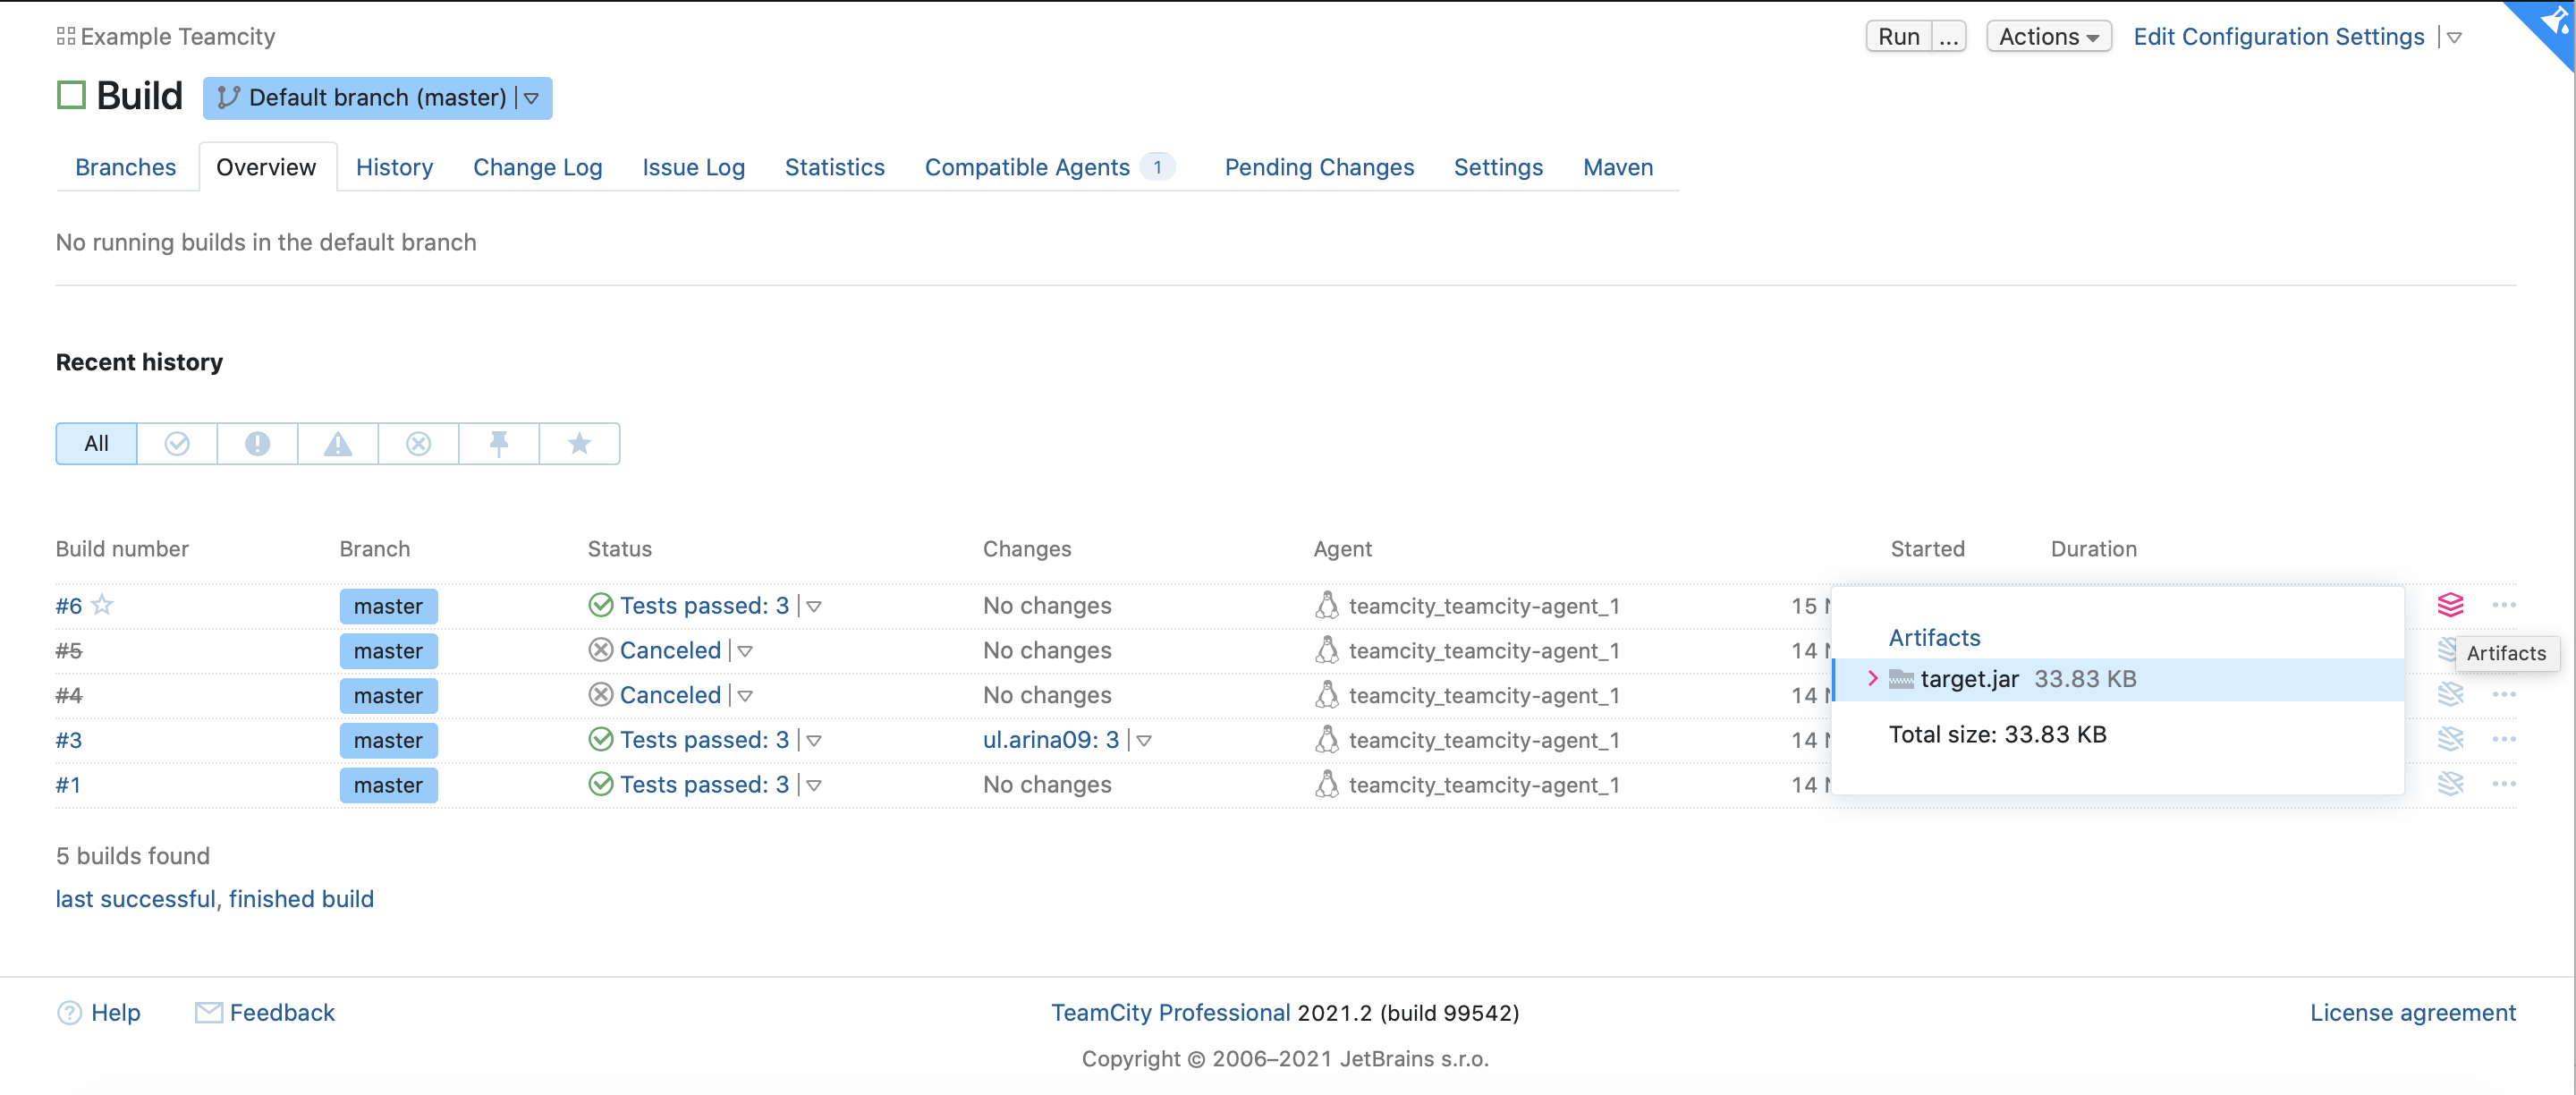 Example Teamcity
Run ... Actions Edit Configuration Settings
Build Default branch (master)
Branches Overview History Change Log Issue Log Statistics Compatible Agents 1 Pending Changes Settings Maven
No running builds in the default branch
Recent history
All
Build number Branch Status Changes Agent Started Duration
#6 master Tests passed: 3 No changes teamcity_teamcity-agent_1 15
#5 master Canceled No changes teamcity_teamcity-agent_1 14
#4 master Canceled No changes teamcity_teamcity-agent_1 14
#3 master Tests passed: 3 ul.arina09: 3 teamcity_teamcity-agent_1 14
#1 master Tests passed: 3 No changes teamcity_teamcity-agent_1 14
Artifacts
target.jar 33.83 KB
Total size: 33.83 KB
Artifacts
5 builds found
last successful, finished build
Help Feedback TeamCity Professional 2021.2 (build 99542) License agreement
Copyright © 2006–2021 JetBrains s.r.o.